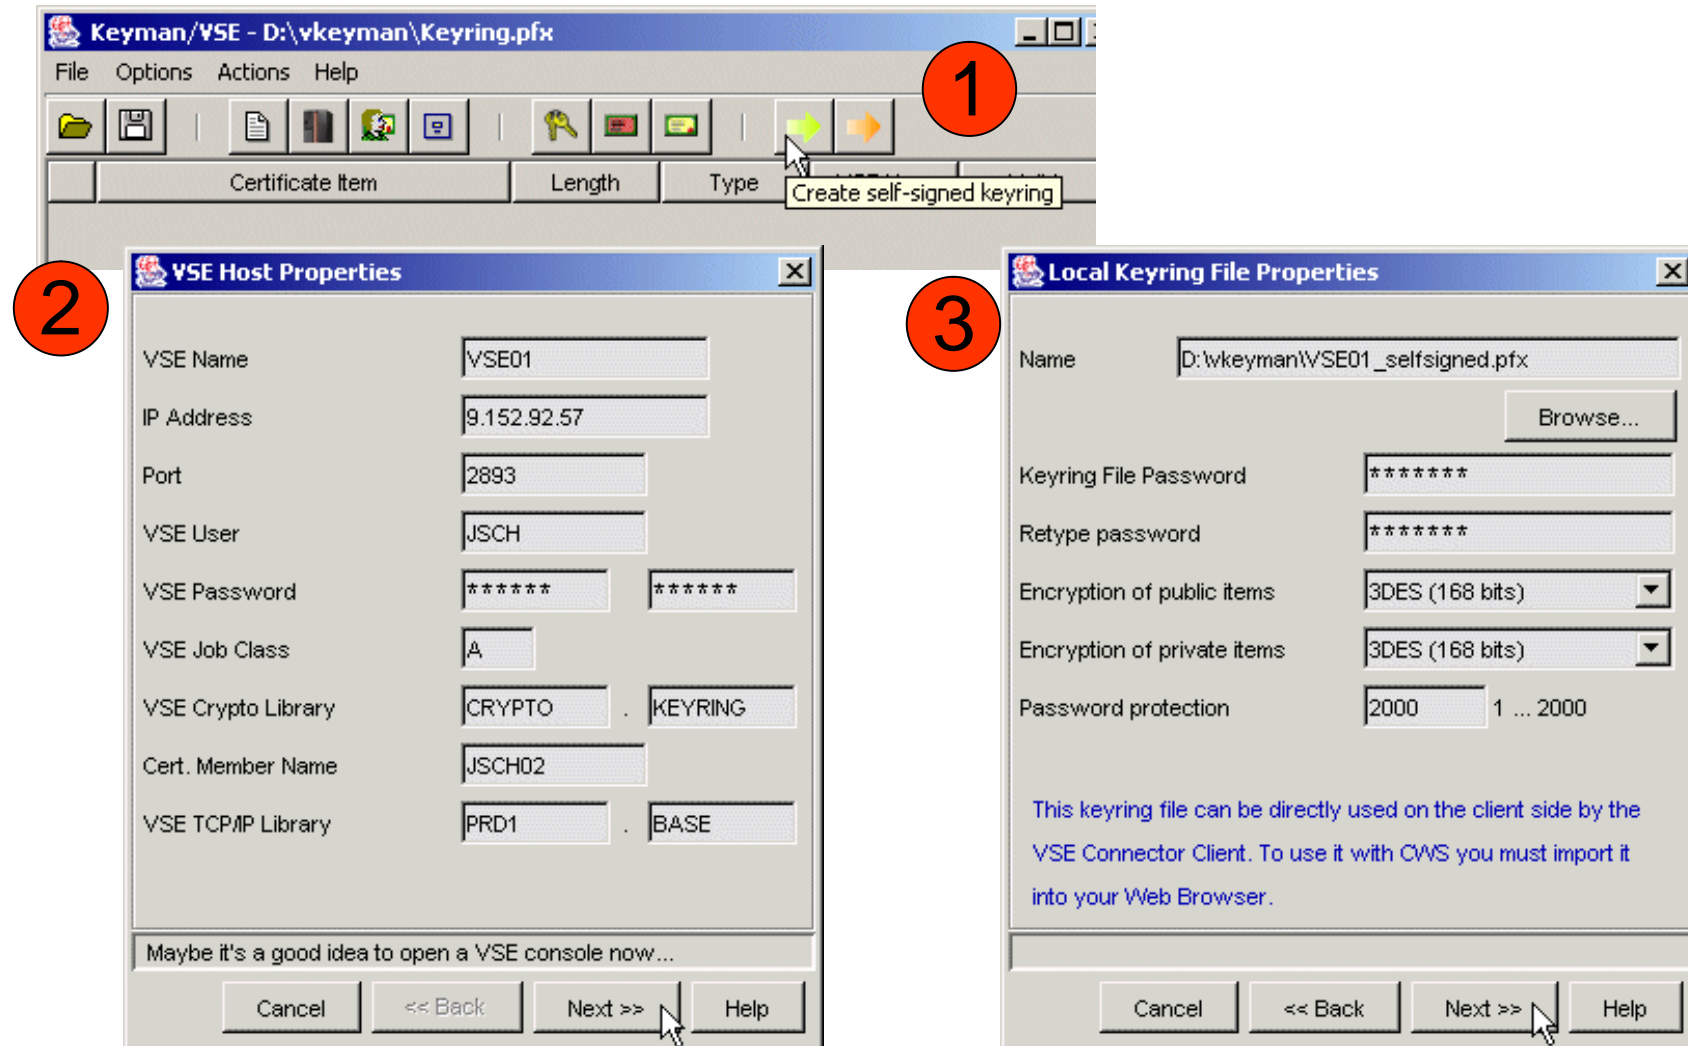 Keyman/VSE - D:\vkeyman\Keyring.pfx
File Options Actions Help
1
Certificate Item Length Type
Create self-signed keyring
2
VSE Host Properties
VSE Name VSE01
IP Address 9.152.92.57
Port 2893
VSE User JSCH
VSE Password ****** ******
VSE Job Class A
VSE Crypto Library CRYPTO . KEYRING
Cert. Member Name JSCH02
VSE TCP/IP Library PRD1 . BASE
Maybe it's a good idea to open a VSE console now...
Cancel << Back Next >> Help
3
Local Keyring File Properties
Name D:\vkeyman\VSE01_selfsigned.pfx
Browse...
Keyring File Password *******
Retype password *******
Encryption of public items 3DES (168 bits)
Encryption of private items 3DES (168 bits)
Password protection 2000 1 ... 2000
This keyring file can be directly used on the client side by the
VSE Connector Client. To use it with CWS you must import it
into your Web Browser.
Cancel << Back Next >> Help